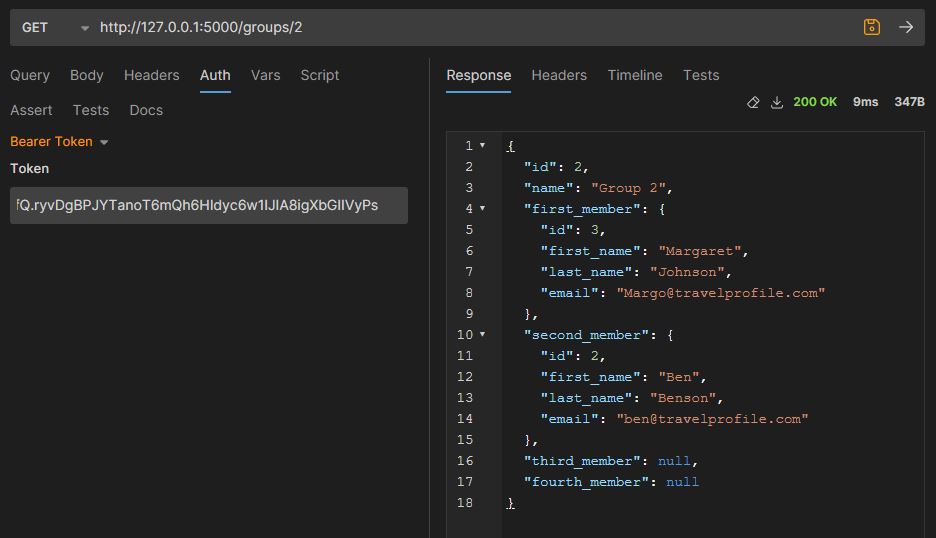 GET http://127.0.0.1:5000/groups/2
Query Body Headers Auth Vars Script
Assert Tests Docs
Bearer Token
Token
fQ.ryvDgBPJYTanoT6mQh6HIdyc6w1IJIA8igXbGIIVyPs
Response Headers Timeline Tests
200 OK 9ms 347B
1 {
2 "id": 2,
3 "name": "Group 2",
4 "first_member": {
5 "id": 3,
6 "first_name": "Margaret",
7 "last_name": "Johnson",
8 "email": "Margo@travelprofile.com"
9 },
10 "second_member": {
11 "id": 2,
12 "first_name": "Ben",
13 "last_name": "Benson",
14 "email": "ben@travelprofile.com"
15 },
16 "third_member": null,
17 "fourth_member": null
18 }